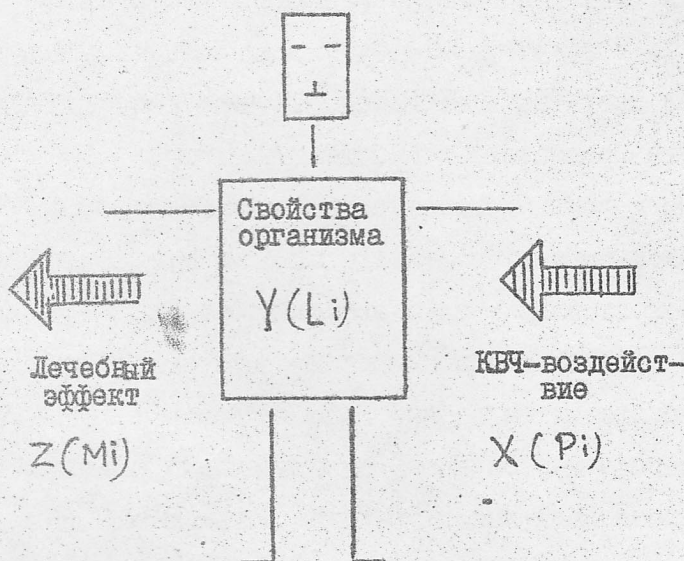 Свойства
организма
Y(Li)
Лечебный
эффект
Z(Mi)
КВЧ-воздейст-
вие
X(Pi)